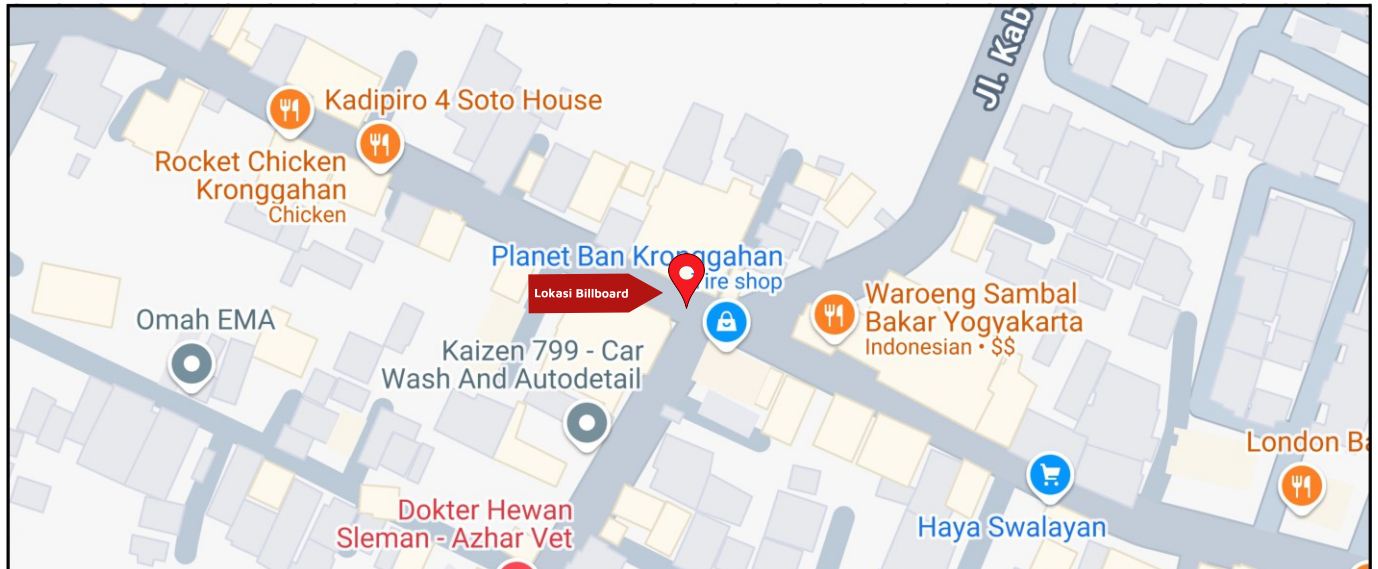 Jl. Kab
Kadipiro 4 Soto House
Rocket Chicken
Kronggahan
Chicken
Planet Ban Kronggahan
ire shop
Lokasi Billboard
Waroeng Sambal
Bakar Yogyakarta
Indonesian • $$
Omah EMA
Kaizen 799 - Car
Wash And Autodetail
London Ba
Dokter Hewan
Sleman - Azhar Vet
Haya Swalayan